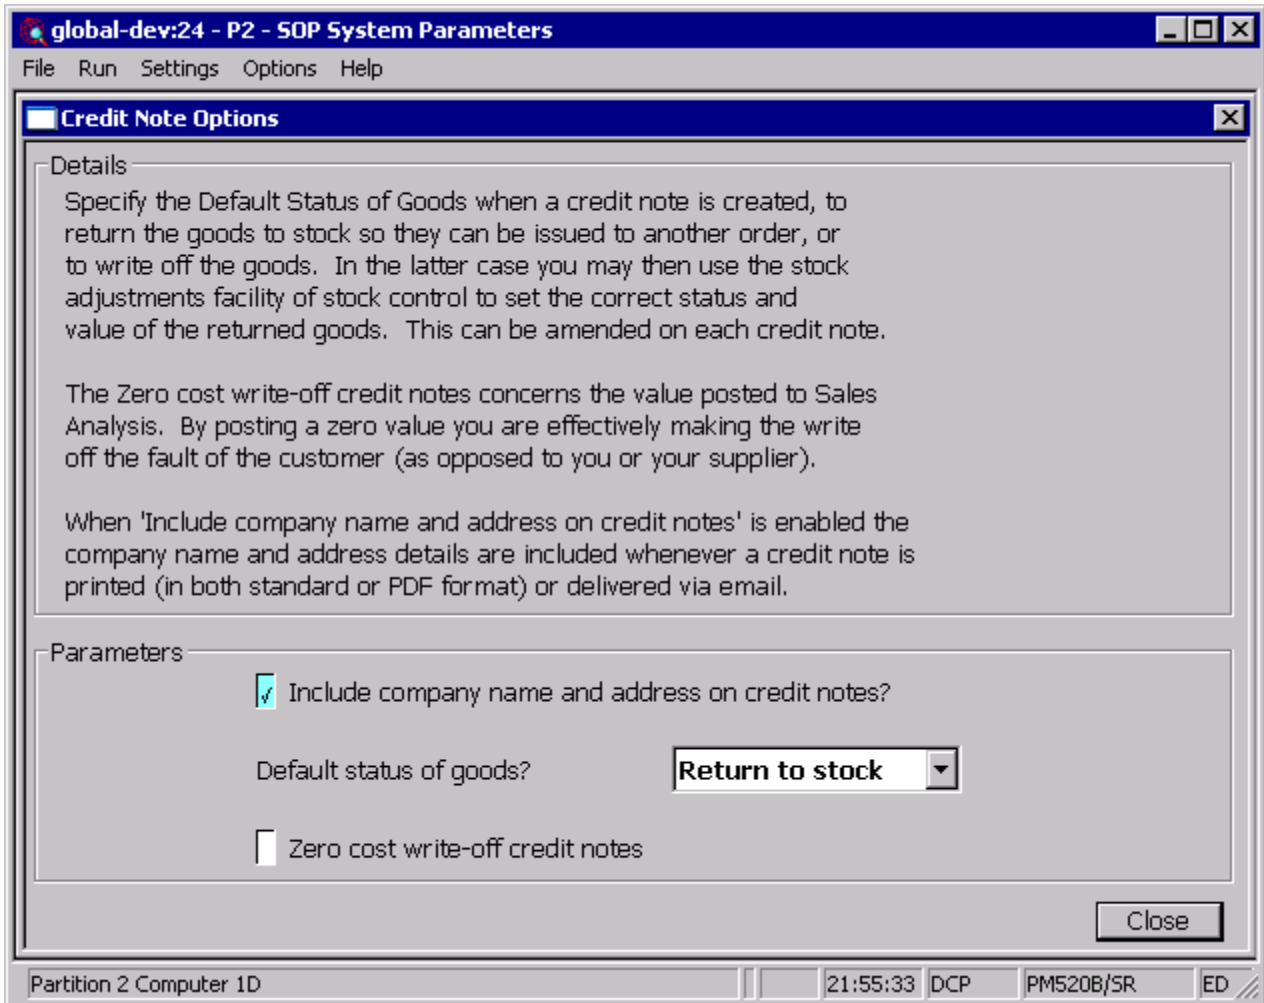 global-dev:24 - P2 - SOP System Parameters
File Run Settings Options Help
Credit Note Options
Details
Specify the Default Status of Goods when a credit note is created, to
return the goods to stock so they can be issued to another order, or
to write off the goods.  In the latter case you may then use the stock
adjustments facility of stock control to set the correct status and
value of the returned goods.  This can be amended on each credit note.
The Zero cost write-off credit notes concerns the value posted to Sales
Analysis.  By posting a zero value you are effectively making the write
off the fault of the customer (as opposed to you or your supplier).
When 'Include company name and address on credit notes' is enabled the
company name and address details are included whenever a credit note is
printed (in both standard or PDF format) or delivered via email.
Parameters
Include company name and address on credit notes?
Default status of goods? Return to stock
Zero cost write-off credit notes
Close
Partition 2 Computer 1D 21:55:33 DCP PM520B/SR ED